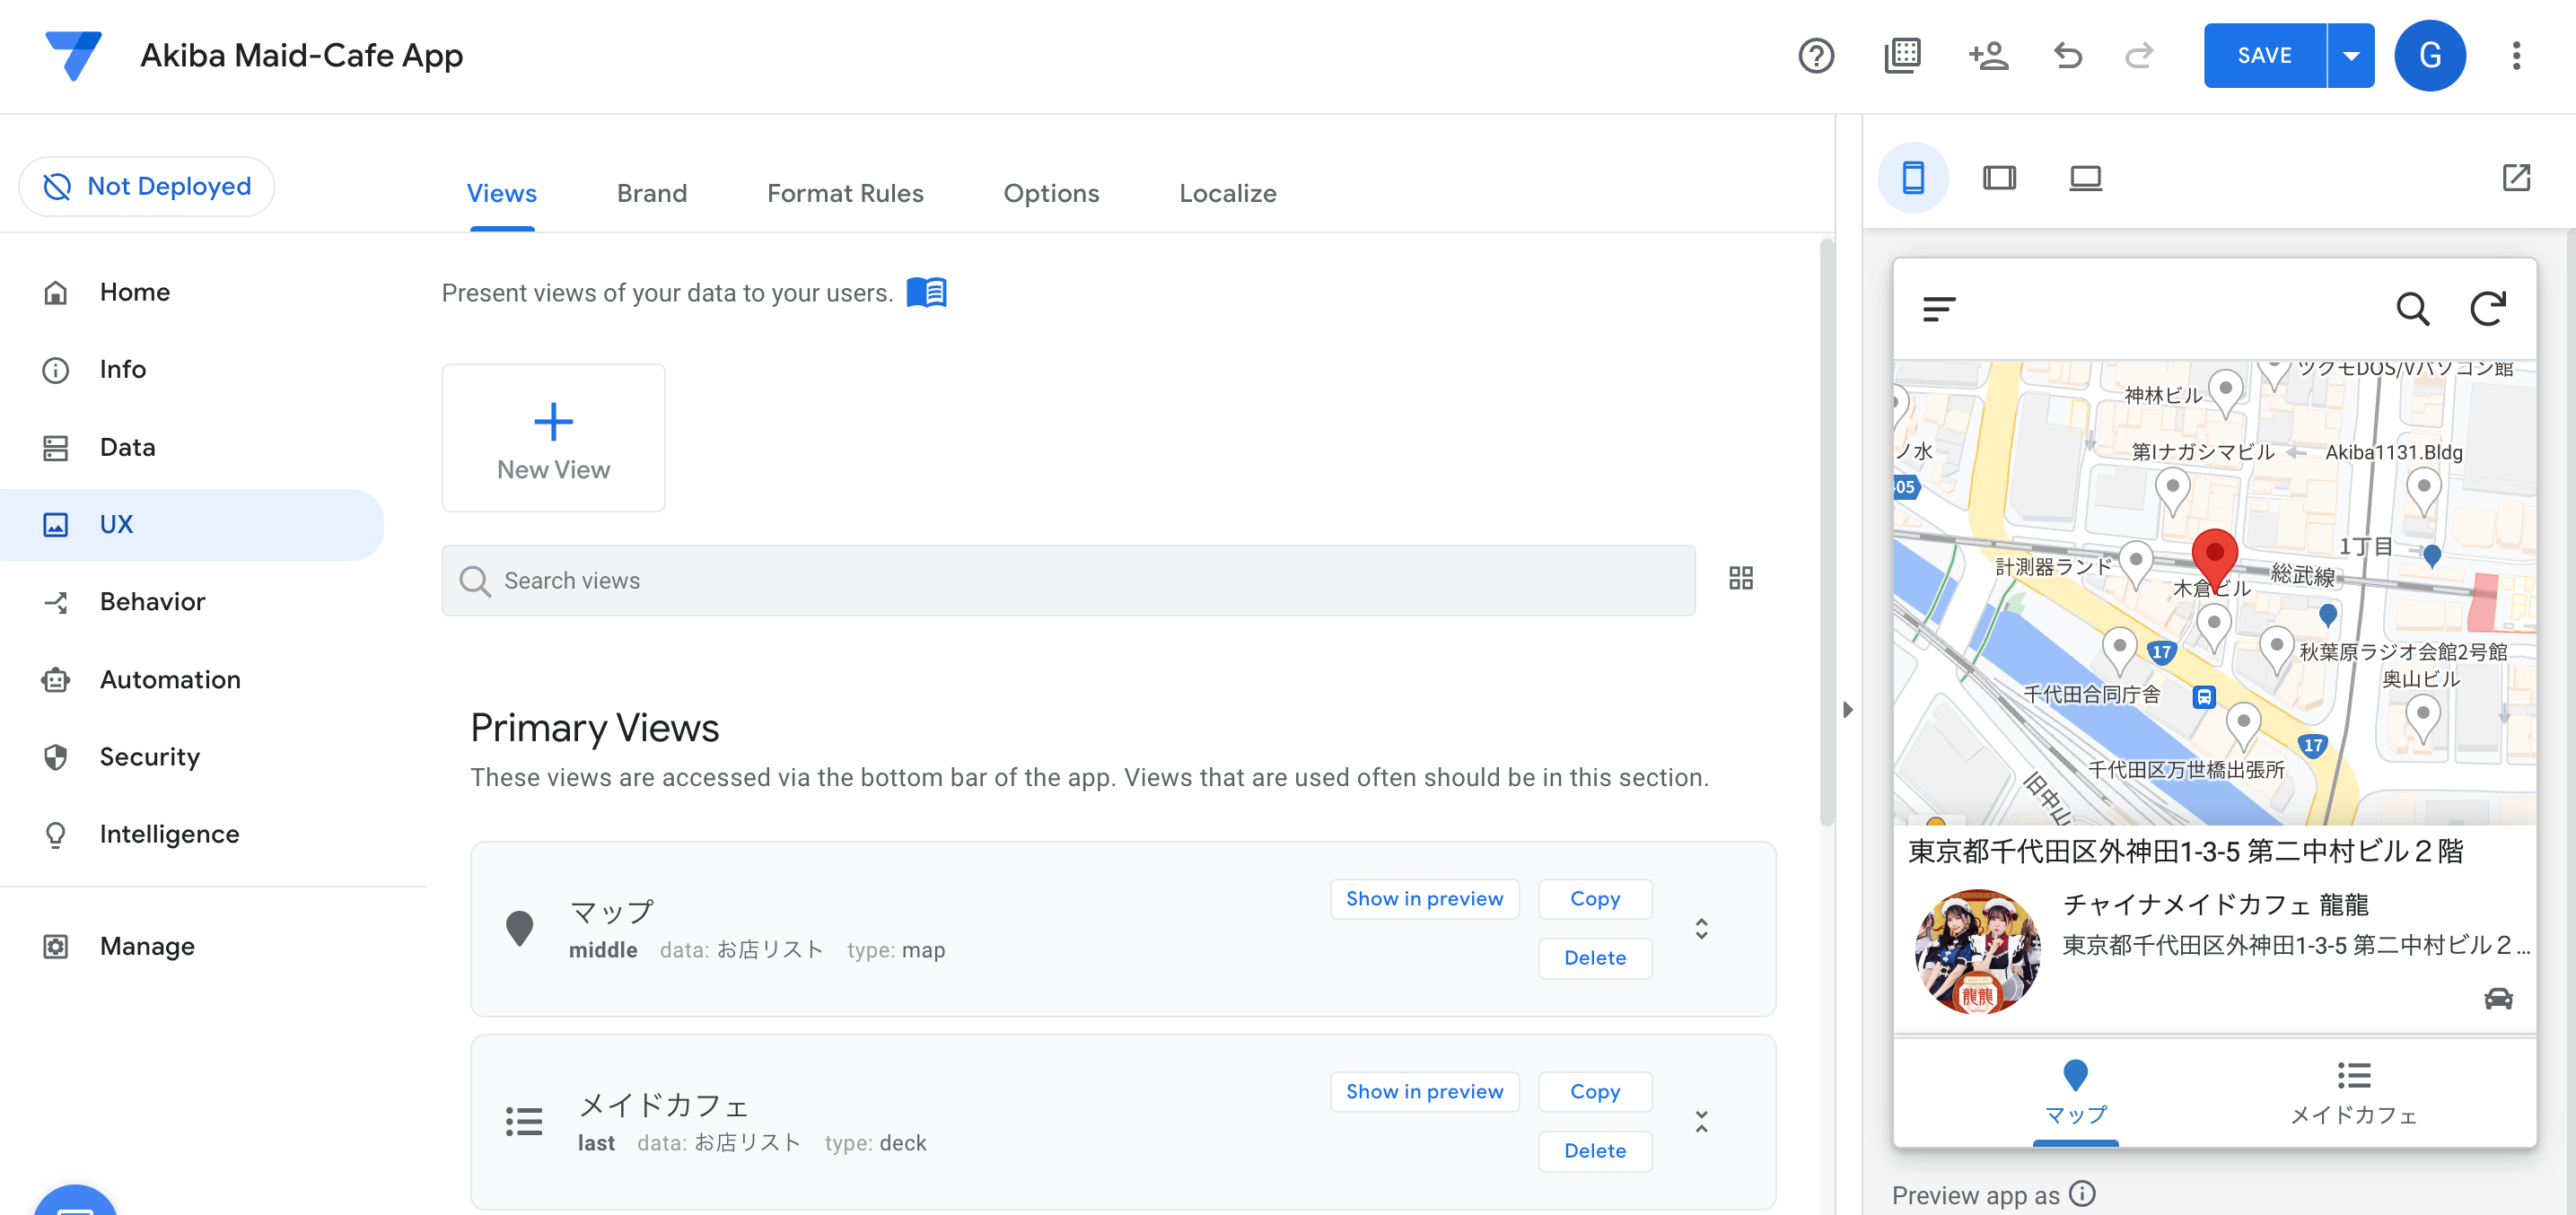 Akiba Maid-Cafe App
SAVE
G
Not Deployed
Views
Brand
Format Rules
Options
Localize
Home
Info
Data
UX
Behavior
Automation
Security
Intelligence
Manage
Present views of your data to your users.
New View
Search views
Primary Views
These views are accessed via the bottom bar of the app. Views that are used often should be in this section.
マップ
middle data: お店リスト type: map
Show in preview
Copy
Delete
メイドカフェ
last data: お店リスト type: deck
Show in preview
Copy
Delete
ツクモDOS/Vパソコン館
神林ビル
第Iナガシマビル
Akiba1131.Bldg
ノ水
405
1丁目
計測器ランド
総武線
木倉ビル
17
秋葉原ラジオ会館2号館
奥山ビル
千代田合同庁舎
17
千代田区万世橋出張所
旧中山
東京都千代田区外神田1-3-5 第二中村ビル２階
チャイナメイドカフェ 龍龍
東京都千代田区外神田1-3-5 第二中村ビル２...
龍龍
マップ
メイドカフェ
Preview app as